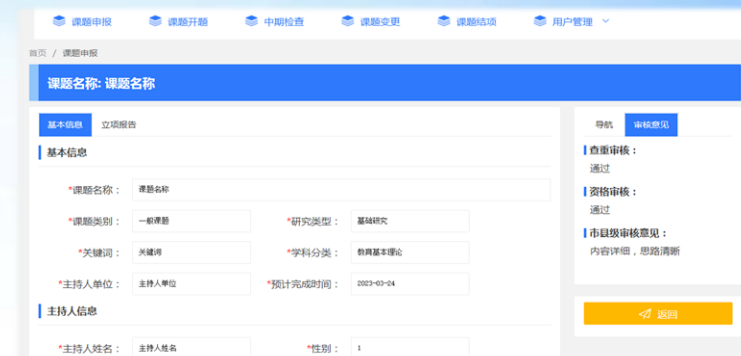 课题申报 课题开题 中期检查 课题变更 课题结项 用户管理
首页 / 课题申报
课题名称: 课题名称
基本信息 立项报告
基本信息
*课题名称： 课题名称
*课题类别： 一般课题 *研究类型： 基础研究
*关键词： 关键词 *学科分类： 教育基本理论
*主持人单位： 主持人单位 *预计完成时间： 2023-03-24
主持人信息
*主持人姓名： 主持人姓名 *性别： 1
导航 审核意见
查重审核：
通过
资格审核：
通过
市县级审核意见：
内容详细，思路清晰
返回